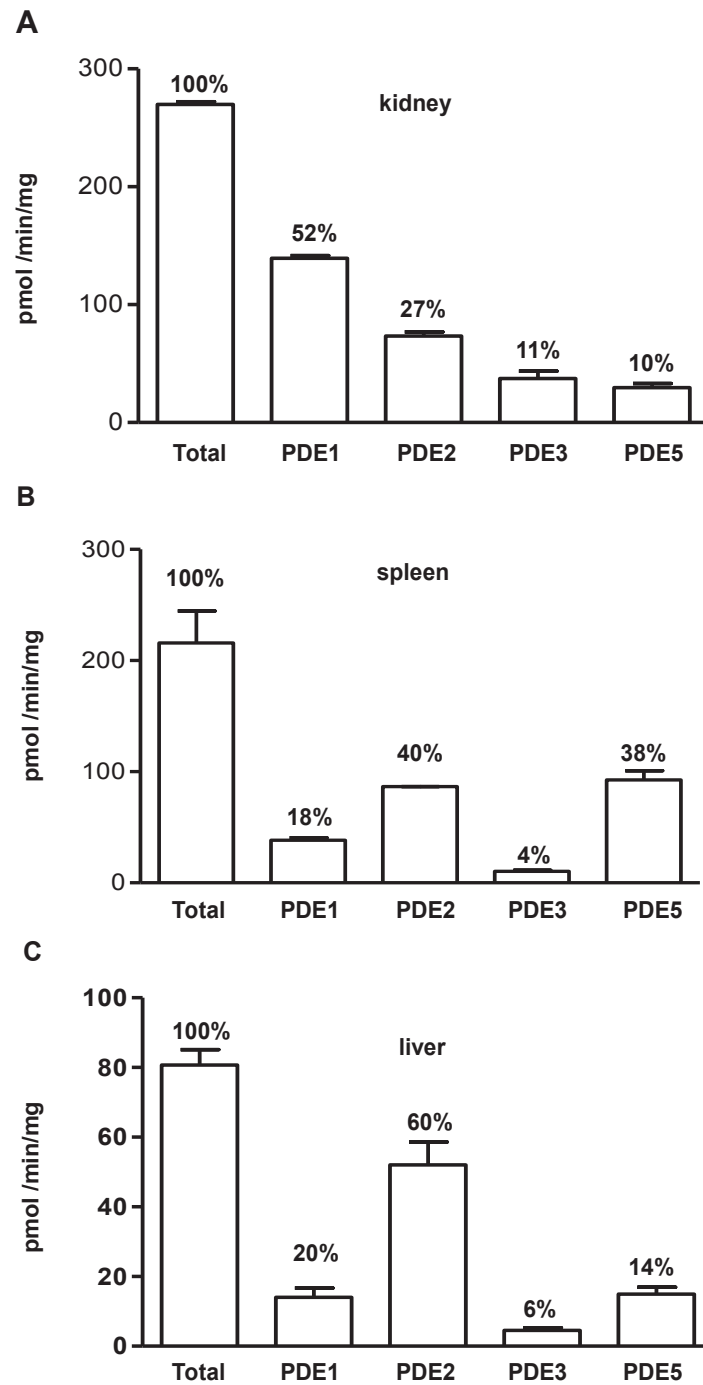 A
300
100%
kidney
200
52%
pmol /min/mg
100
27%
11%
10%
0
Total PDE1 PDE2 PDE3 PDE5
B
300
100%
spleen
200
pmol /min/mg
100
40%
38%
18%
4%
0
Total PDE1 PDE2 PDE3 PDE5
C
100
100%
liver
80
60%
60
pmol /min/mg
40
20%
14%
20
6%
0
Total PDE1 PDE2 PDE3 PDE5